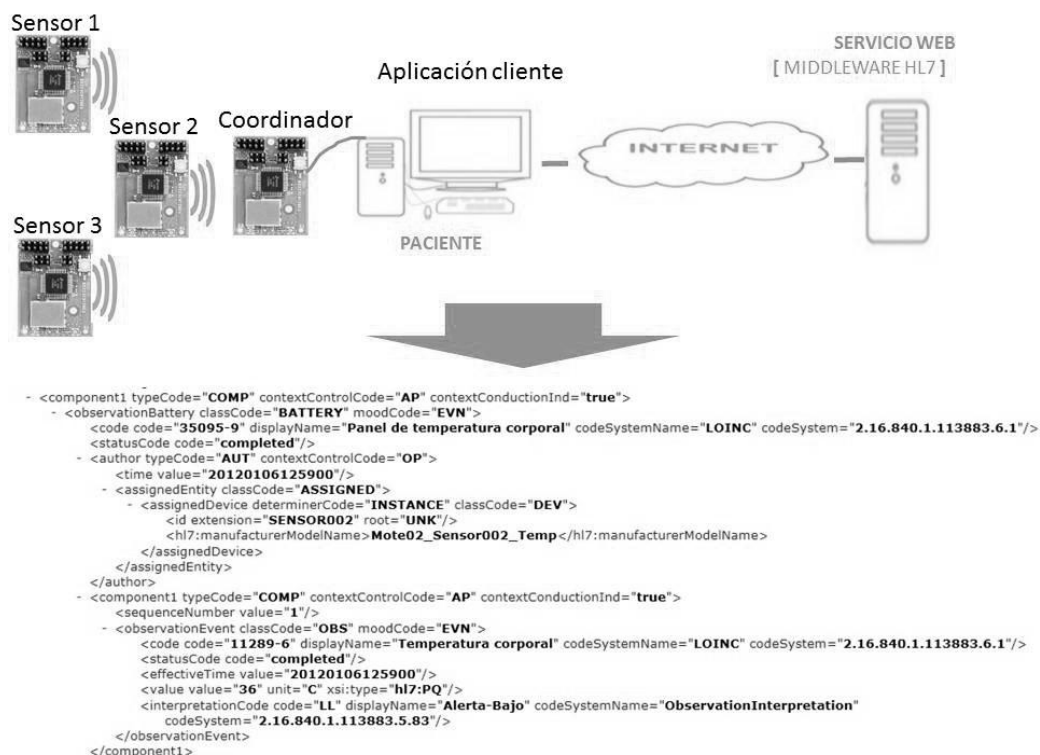 Sensor 1
SERVICIO WEB
[ MIDDLEWARE HL7 ]
Aplicación cliente
Sensor 2
Coordinador
INTERNET
Sensor 3
PACIENTE
- <component1 typeCode="COMP" contextControlCode="AP" contextConductionInd="true">
- <observationBattery classCode="BATTERY" moodCode="EVN">
<code code="35095-9" displayName="Panel de temperatura corporal" codeSystemName="LOINC" codeSystem="2.16.840.1.113883.6.1"/>
<statusCode code="completed"/>
- <author typeCode="AUT" contextControlCode="OP">
<time value="20120106125900"/>
- <assignedEntity classCode="ASSIGNED">
- <assignedDevice determinerCode="INSTANCE" classCode="DEV">
<id extension="SENSOR002" root="UNK"/>
<hl7:manufacturerModelName>Mote02_Sensor002_Temp</hl7:manufacturerModelName>
</assignedDevice>
</assignedEntity>
</author>
- <component1 typeCode="COMP" contextControlCode="AP" contextConductionInd="true">
<sequenceNumber value="1"/>
- <observationEvent classCode="OBS" moodCode="EVN">
<code code="11289-6" displayName="Temperatura corporal" codeSystemName="LOINC" codeSystem="2.16.840.1.113883.6.1"/>
<statusCode code="completed"/>
<effectiveTime value="20120106125900"/>
<value value="36" unit="C" xsi:type="hl7:PQ"/>
<interpretationCode code="LL" displayName="Alerta-Bajo" codeSystemName="ObservationInterpretation"
codeSystem="2.16.840.1.113883.5.83"/>
</observationEvent>
</component1>